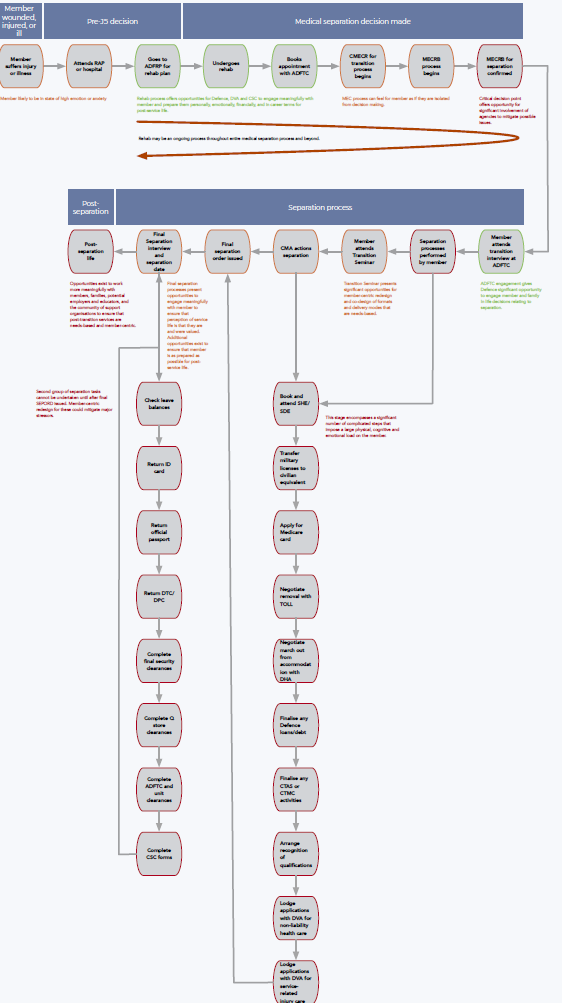 Member
wounded,
injured, or
ill
Pre-J5 decision
Medical separation decision made
Member
suffers injury
or illness
Attends RAP
or hospital
Goes to
ADFRP for
rehab plan
Undergoes
rehab
Books
appointment
with ADFTC
CMECR for
transition
process
begins
MECRB
process
begins
MECRB for
separation
confirmed
Member likely to be in state of high emotion or anxiety
Rehab process offers opportunities for Defence, DVA and CSC to engage meaningfully with
member and prepare them personally, emotionally, financially, and in career terms for
post-service life.
MEC process can feel for member as if they are isolated
from decision making.
Critical decision point
offers opportunity for
significant involvement of
agencies to mitigate possible
issues.
Rehab may be an ongoing process throughout entire medical separation process and beyond.
Post-
separation
Separation process
Post-
separation
life
Final
Separation
interview
and
separation
date
Final
separation
order issued
CMA actions
separation
Member
attends
Transition
Seminar
Separation
processes
performed
by member
Member
attends
transition
interview at
ADFTC
Opportunities exist to work
more meaningfully with
members, families, potential
employers and educators, and
the community of support
organisations to ensure that
post-transition services are
needs-based and member-centric.
Final separation
processes present
opportunities to
engage meaningfully
with member to
ensure that
perception of service
life is that they are
and were valued.
Additional
opportunities exist to
ensure that member
is as prepared as
possible for post-
service life.
Transition Seminar presents
significant opportunities for
member-centric redesign
and co-design of formats
and delivery modes that
are needs-based.
ADFTC engagement gives
Defence significant opportunity
to engage member and family
in life decisions relating to
separation.
Second group of separation tasks
cannot be undertaken until after final
SEPORD issued. Member-centric
redesign for these could mitigate major
stressors.
Check leave
balances
Return ID
card
Return
official
passport
Return DTC/
DPC
Complete
final security
clearances
Complete Q
store
clearances
Complete
ADFTC and
unit
clearances
Complete
CSC forms
Book and
attend SHE/
SDE
This stage encompasses a significant
number of complicated steps that
impose a large physical, cognitive and
emotional load on the member
Transfer
military
licenses to
civilian
equivalent
Apply for
Medicare
card
Negotiate
removal with
TOLL
Negotiate
march out
from
accommodat
ion with
DHA
Finalise any
Defence
loans/debt
Finalise any
CTAS or
CTMC
activities
Arrange
recognition
of
qualifications
Lodge
applications
with DVA for
non-liability
health care
Lodge
applications
with DVA for
service-
related
injury care